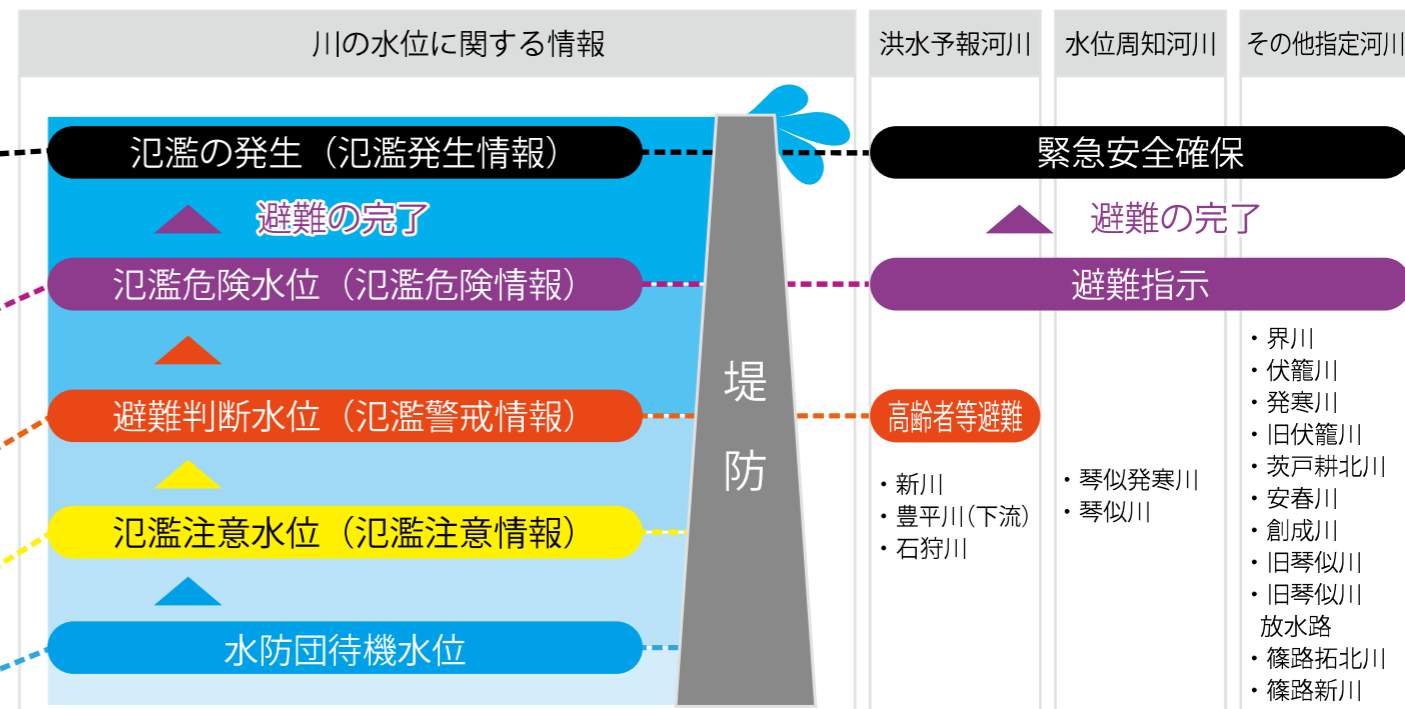 川の水位に関する情報
洪水予報河川
水位周知河川
その他指定河川
氾濫の発生（氾濫発生情報）
緊急安全確保
避難の完了
避難の完了
氾濫危険水位（氾濫危険情報）
避難指示
避難判断水位（氾濫警戒情報）
高齢者等避難
氾濫注意水位（氾濫注意情報）
水防団待機水位
堤防
・新川
・豊平川(下流)
・石狩川
・琴似発寒川
・琴似川
・界川
・伏籠川
・発寒川
・旧伏籠川
・茨戸耕北川
・安春川
・創成川
・旧琴似川
・旧琴似川
放水路
・篠路拓北川
・篠路新川